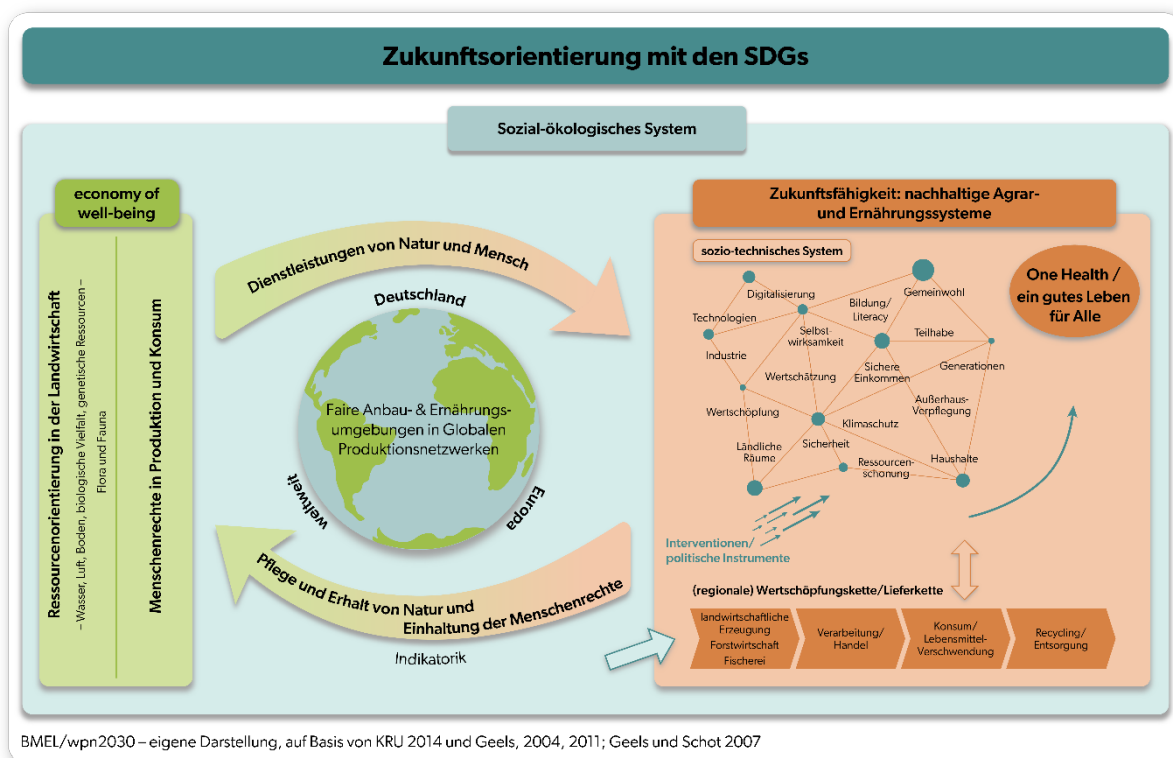 Zukunftsorientierung mit den SDGs
Sozial-ökologisches System
economy of
well-being
Ressourcenorientierung in der Landwirtschaft
– Wasser, Luft, Boden, biologische Vielfalt, genetische Ressourcen –
Flora und Fauna
Menschenrechte in Produktion und Konsum
Dienstleistungen von Natur und Mensch
Deutschland
Europa
weltweit
Faire Anbau- & Ernährungs-
umgebungen in Globalen
Produktionsnetzwerken
Pflege und Erhalt von Natur und
Einhaltung der Menschenrechte
Indikatorik
Zukunftsfähigkeit: nachhaltige Agrar-
und Ernährungssysteme
sozio-technisches System
One Health /
ein gutes Leben
für Alle
Digitalisierung
Bildung/
Literacy
Gemeinwohl
Technologien
Selbst-
wirksamkeit
Teilhabe
Industrie
Wertschätzung
Sichere
Einkommen
Generationen
Wertschöplung
Klimaschutz
Außerhaus-
Verpflegung
Ländliche
Räume
Sicherheit
Ressourcen-
schonung
Haushalte
Interventionen/
politische Instrumente
(regionale) Wertschöpfungskette/Lieferkette
landwirtschaftliche
Erzeugung
Forstwirtschaft
Fischerei
Verarbeitung/
Handel
Konsum/
Lebensmittel-
Verschwendung
Recycling/
Entsorgung
BMEL/wpn2030 – eigene Darstellung, auf Basis von KRU 2014 und Geels, 2004, 2011; Geels und Schot 2007